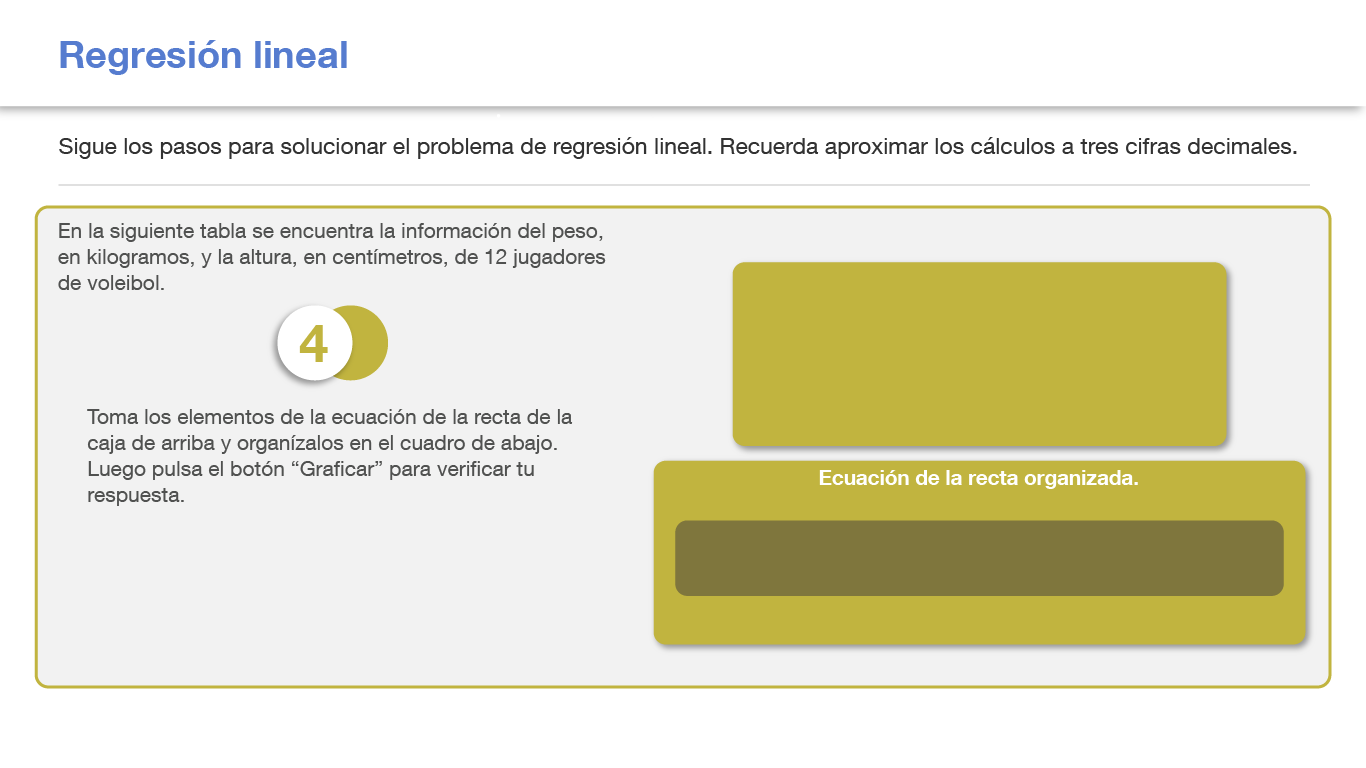 Regresión lineal
Sigue los pasos para solucionar el problema de regresión lineal. Recuerda aproximar los cálculos a tres cifras decimales.
En la siguiente tabla se encuentra la información del peso,
en kilogramos, y la altura, en centímetros, de 12 jugadores
de voleibol.
4
Toma los elementos de la ecuación de la recta de la
caja de arriba y organízalos en el cuadro de abajo.
Luego pulsa el botón “Graficar” para verificar tu
respuesta.
Ecuación de la recta organizada.